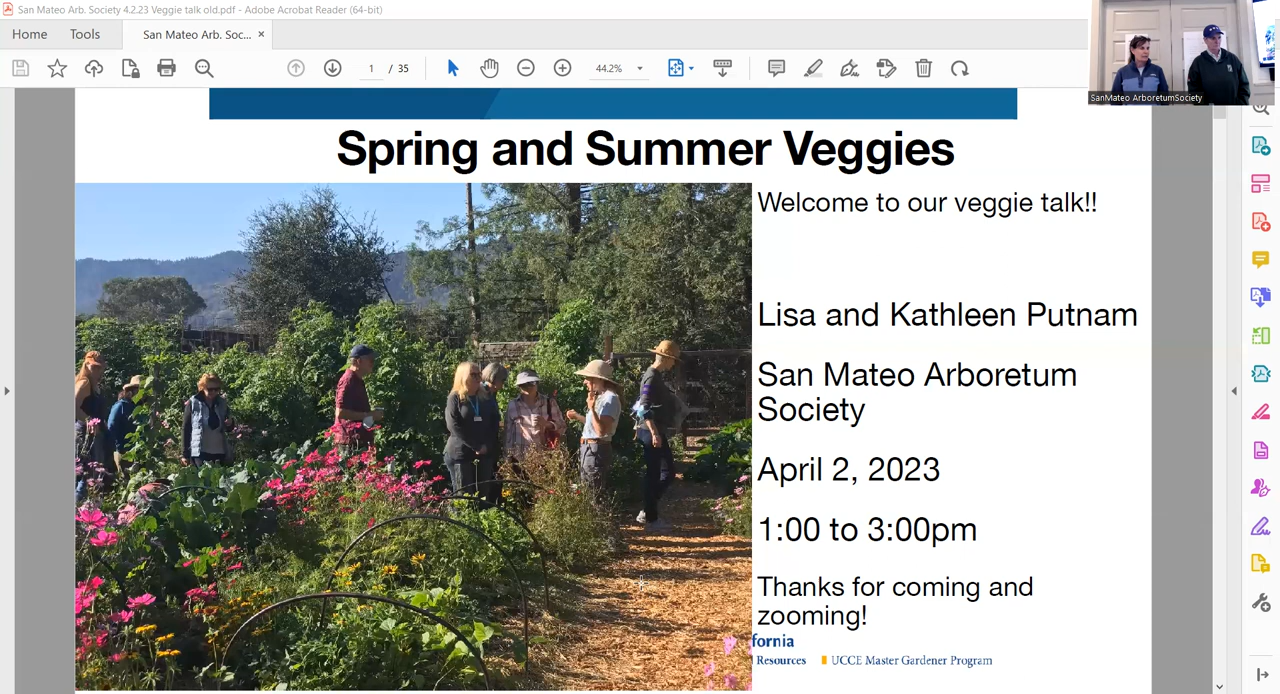 San Mateo Arb. Society 4.2.23 Veggie talk old.pdf - Adobe Acrobat Reader (64-bit)
Home
Tools
San Mateo Arb. Soc... ×
1 / 35
44.2%
SanMateo ArboretumSociety
Spring and Summer Veggies
Welcome to our veggie talk!!
Lisa and Kathleen Putnam
San Mateo Arboretum
Society
April 2, 2023
1:00 to 3:00pm
Thanks for coming and
zooming!
fornia
Resources
UCCE Master Gardener Program